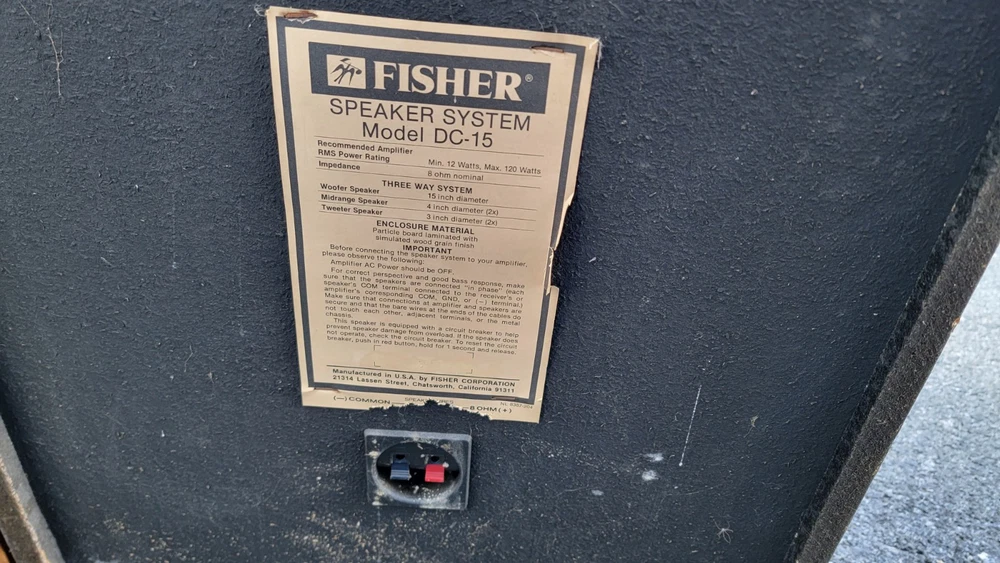 FISHER®
SPEAKER SYSTEM
Model DC-15
Recommended Amplifier
RMS Power Rating Min. 12 Watts, Max. 120 Watts
Impedance 8 ohm nominal
THREE WAY SYSTEM
Woofer Speaker 15 inch diameter
Midrange Speaker 4 inch diameter (2x)
Tweeter Speaker 3 inch diameter (2x)
ENCLOSURE MATERIAL
Particle board laminated with
simulated wood grain finish
IMPORTANT
Before connecting the speaker system to your amplifier,
please observe the following:
Amplifier AC Power should be OFF.
For correct perspective and good bass response, make
sure that the speakers are connected "in phase" (each
speaker's COM terminal connected to the receiver's or
amplifier's corresponding COM, GND, or (—) terminal.)
Make sure that connections at amplifier and speakers are
secure and that the bare wires at the ends of the cables do
not touch each other, adjacent terminals, or the metal
chassis.
This speaker is equipped with a circuit breaker to help
prevent speaker damage from overload. If the speaker does
not operate, check the circuit breaker. To reset the circuit
breaker, push in red button, hold for 1 second and release.
Manufactured in U.S.A. by FISHER CORPORATION
21314 Lassen Street, Chatsworth, California 91311
(—) COMMON 8 OHM (+)